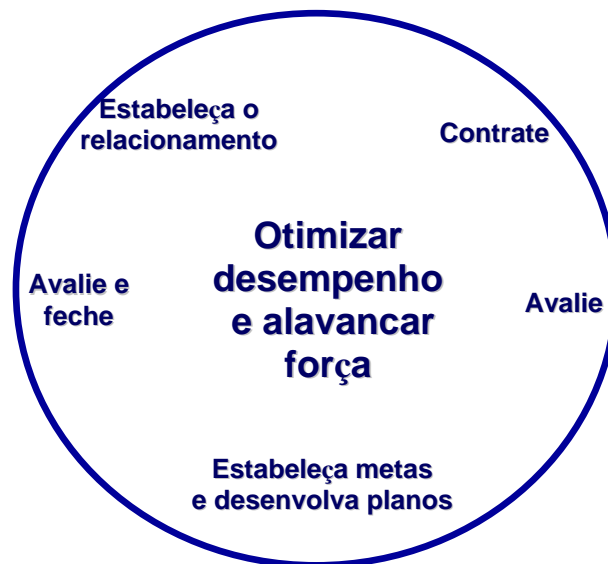 Estabeleça o
relacionamento
Contrate
Otimizar
desempenho
e alavancar
força
Avalie e
feche
Avalie
Estabeleça metas
e desenvolva planos